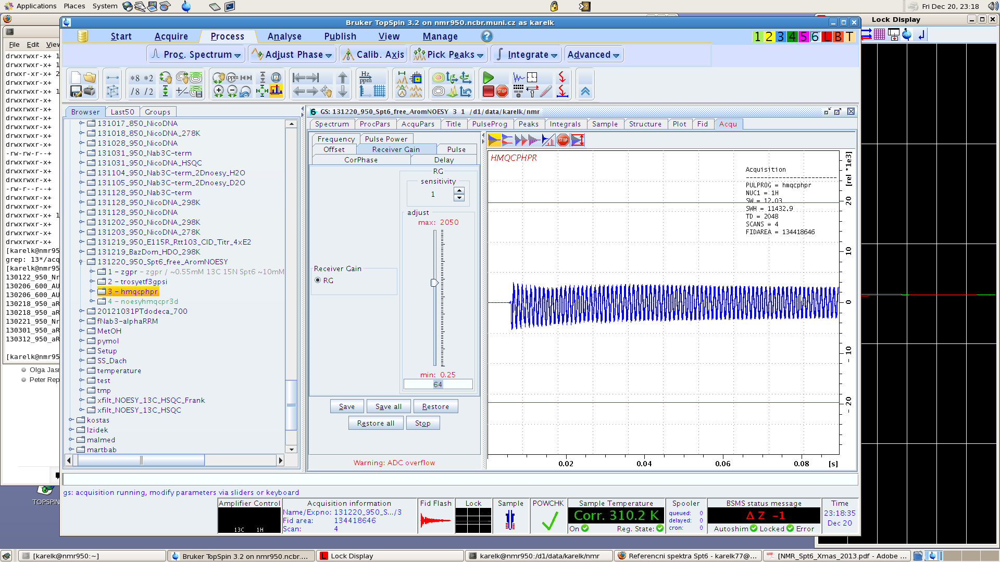 Applications Places System
Fri Dec 20, 23:18
Bruker TopSpin 3.2 on nmr950.ncbr.muni.cz as karelk
Lock Display
Start Acquire Process Analyse Publish View Manage
1 2 3 4 5 6 L B T
Proc. Spectrum Adjust Phase Calib. Axis Pick Peaks Integrate Advanced
File Edit View
*8 *2
/8 /2
ppm
Hz
ppm
STOP
Browser Last50 Groups
6 GS: 131220_950_Spt6_free_AromNOESY 3 1 /d1/data/karelk/nmr
Spectrum ProcPars AcquPars Title PulseProg Peaks Integrals Sample Structure Plot Fid Acqu
drwxrwxr-x+ 1
drwxrwxr-x+ 1
drwxr-xr-x+ 2
drwxrwxr-x+
drwxrwxr-x+ 1
drwxrwxr-x+
drwxrwxr-x+
drwxrwxr-x+
drwxrwxr-x+
drwxrwxr-x+
drwxrwxr-x+
-rw-rw-r--+
drwxrwxr-x+
drwxrwxr-x+
drwxrwxr-x+
-rw-r--r--+
drwxrwxr-x+
drwxrwxr-x+
drwxrwxr-x+ 1
drwxrwxr-x+
drwxrwxr-x+
drwxrwxr-x+
[karelk@nmr95
grep: 13*/acq
[karelk@nmr95
130122_950_Nr
130206_600_AU
130206_600_AU
130218_950_aR
130218_950_aR
130221_950_Nr
130301_950_aR
130312_950_aR
[karelk@nmr95
Olga Jasn
Peter Rep
TOPSPIN
131017_850_NicoDNA
131018_850_NicoDNA_278K
131028_950_NicoDNA
131031_950_Nab3C-term
131031_950_NicoDNA_HSQC
131104_950_Nab3C-term_2Dnoesy_H2O
131105_950_Nab3C-term_2Dnoesy_D2O
131128_950_Nab3C-term
131128_950_NicoDNA_298K
131128_950_NicoDNA
131202_950_NicoDNA_298K
131203_950_NicoDNA_278K
131219_950_E115R_Rtt103_CID_Titr_4xE2
131219_BazDom_HDO_298K
131220_950_Spt6_free_AromNOESY
1 - zgpr - zgpr / ~0.55mM 13C 15N Spt6 ~10mM
2 - trosyetf3gpsi
3 - hmqcphpr
4 - noesyhmqcpr3d
20121031PTdodeca_700
fNab3-alphaRRM
MetOH
pymol
Setup
SS_Dach
temperature
test
tmp
xfilt_NOESY_13C_HSQC_Frank
xfilt_NOESY_13C_HSQC
kostas
lzidek
malmed
martbab
Frequency Pulse Power
Offset Receiver Gain Pulse
CorPhase Delay
RG
sensitivity
1
adjust
max: 2050
Receiver Gain
RG
min: 0.25
64
Save Save all Restore
Restore all Stop
Warning: ADC overflow
STOP
HMQCPHPR
Acquisition
PULPROG = hmqcphpr
NUC1 = 1H
SW = 12.03
SWH = 11432.9
TD = 2048
SCANS = 4
FIDAREA = 134418646
[rel *1e3]
20
10
0
- 10
- 20
0.02 0.04 0.06 0.08 [s]
gs: acquisition running, modify parameters via sliders or keyboard
Amplifier Control
13C 1H
Acquisition information
Name/Expno: 131220_950_S.../3
Fid area: 134418646
Scan: 4
Fid Flash
Lock
Sample
POWCHK
Sample Temperature
Corr. 310.2 K
On Reg. State:
Spooler
queued: 0
delayed: 0
cron: 0
BSMS status message
Δ Z -1
Autoshim Locked Error
Time
23:18:35
Dec 20
[karelk@nmr950:~]
Bruker TopSpin 3.2 on nmr950.ncbr....
L Lock Display
karelk@nmr950:/d1/data/karelk/nmr
Referencni spektra Spt6 - karelk77@...
[NMR_Spt6_Xmas_2013.pdf - Adobe ...